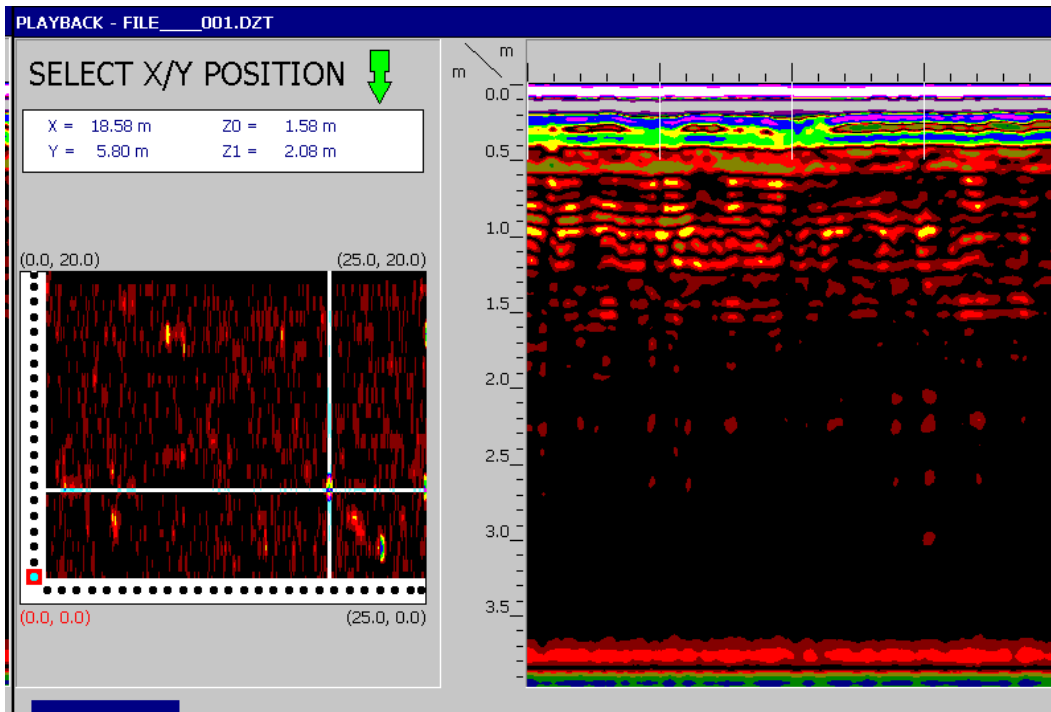 PLAYBACK - FILE____001.DZT
SELECT X/Y POSITION
X = 18.58 m Z0 = 1.58 m
Y = 5.80 m Z1 = 2.08 m
(0.0, 20.0) (25.0, 20.0)
(0.0, 0.0) (25.0, 0.0)
m
m
0.0
0.5
1.0
1.5
2.0
2.5
3.0
3.5